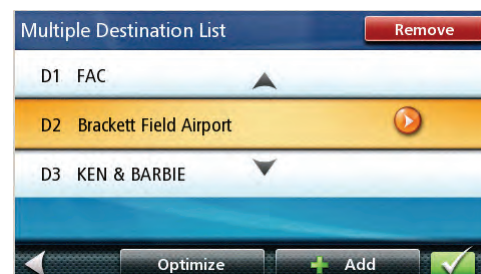 Multiple Destination List Remove
D1 FAC
D2 Brackett Field Airport
D3 KEN & BARBIE
Optimize Add